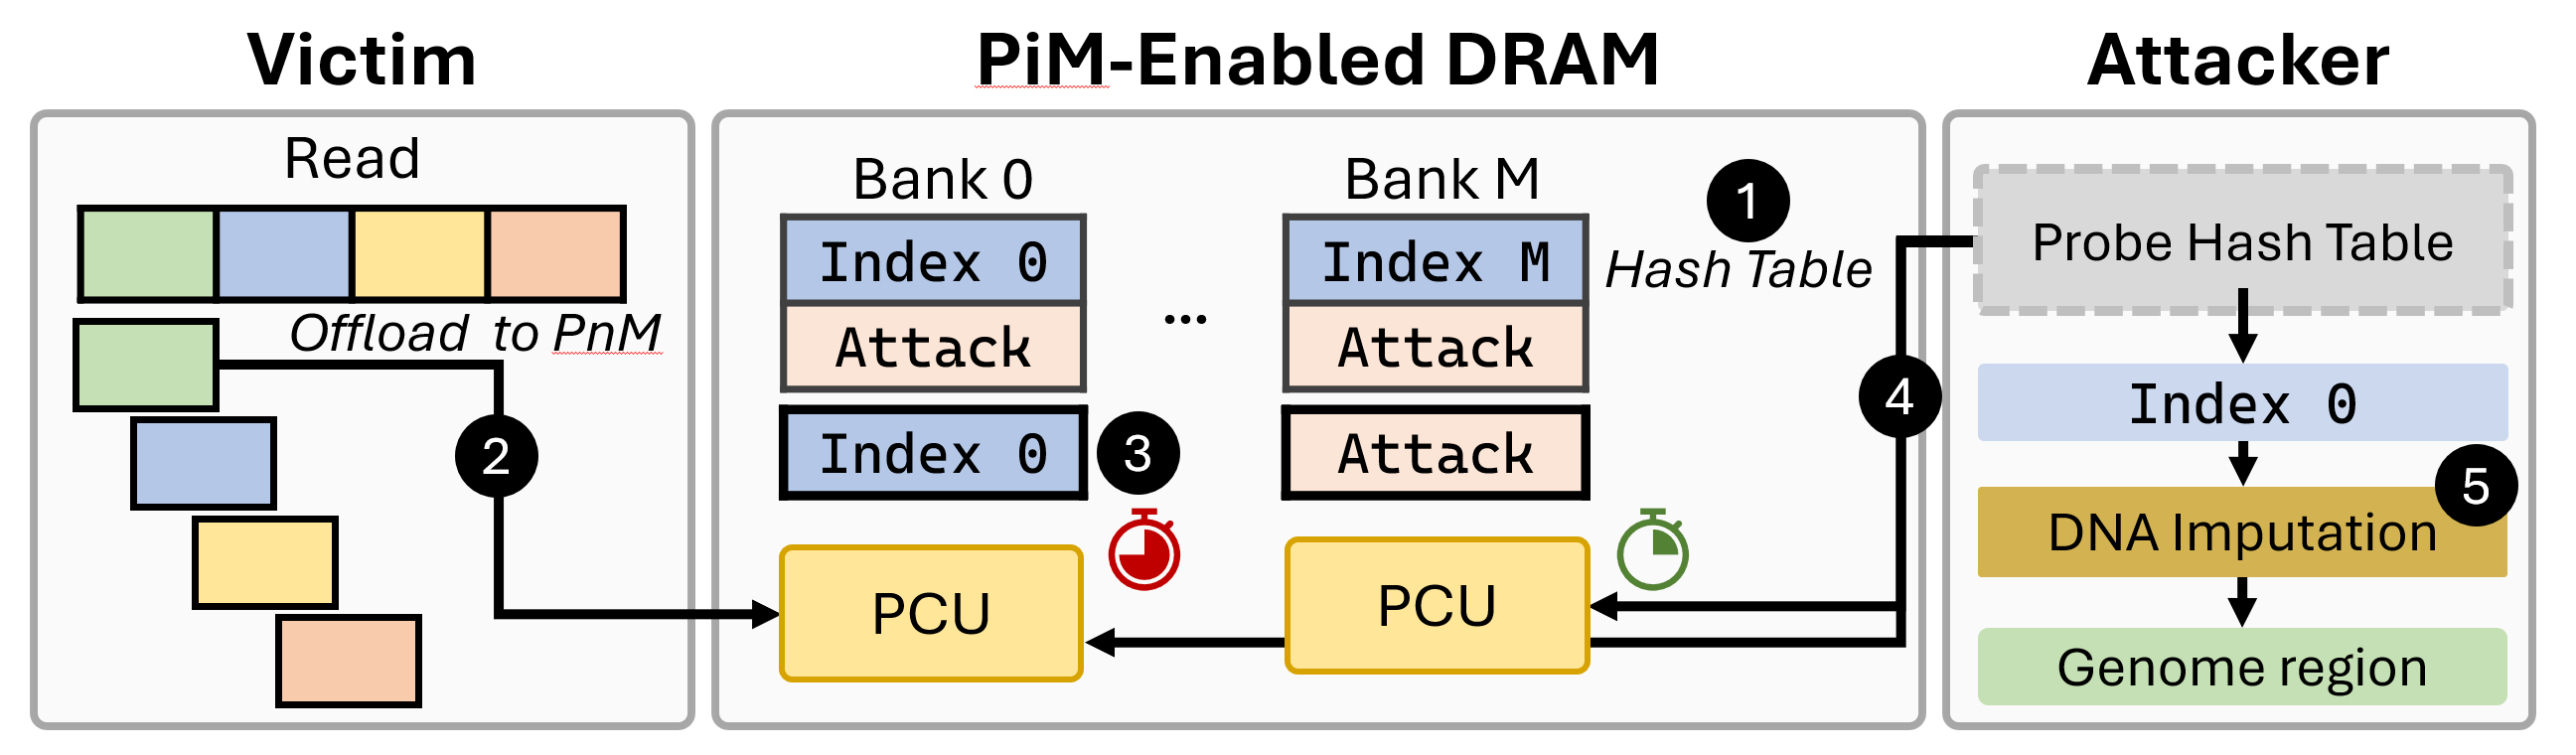 Victim
PiM-Enabled DRAM
Attacker
Read
Offload to PnM
2
Bank 0
Index 0
Attack
Index 0
3
PCU
...
Bank M
Index M
Attack
Attack
PCU
1
Hash Table
4
Probe Hash Table
Index 0
5
DNA Imputation
Genome region